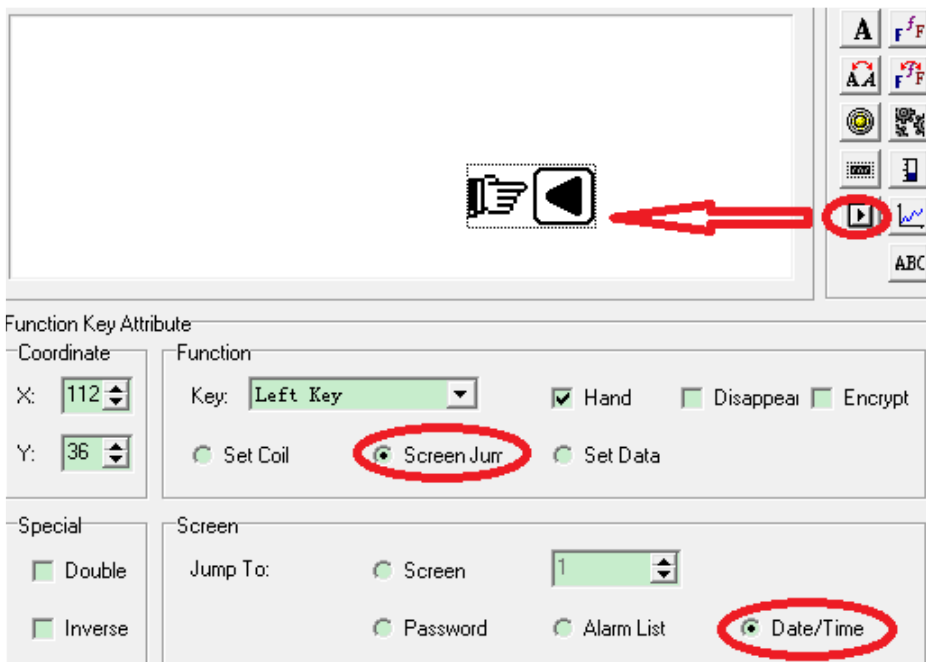 A
F f F
A A
F F
ABC
Function Key Attribute
Coordinate
Function
X: 112
Key: Left Key
Hand
Disappear
Encrypt
Y: 36
Set Coil
Screen Jum
Set Data
Special
Screen
Double
Jump To:
Screen
1
Inverse
Password
Alarm List
Date/Time